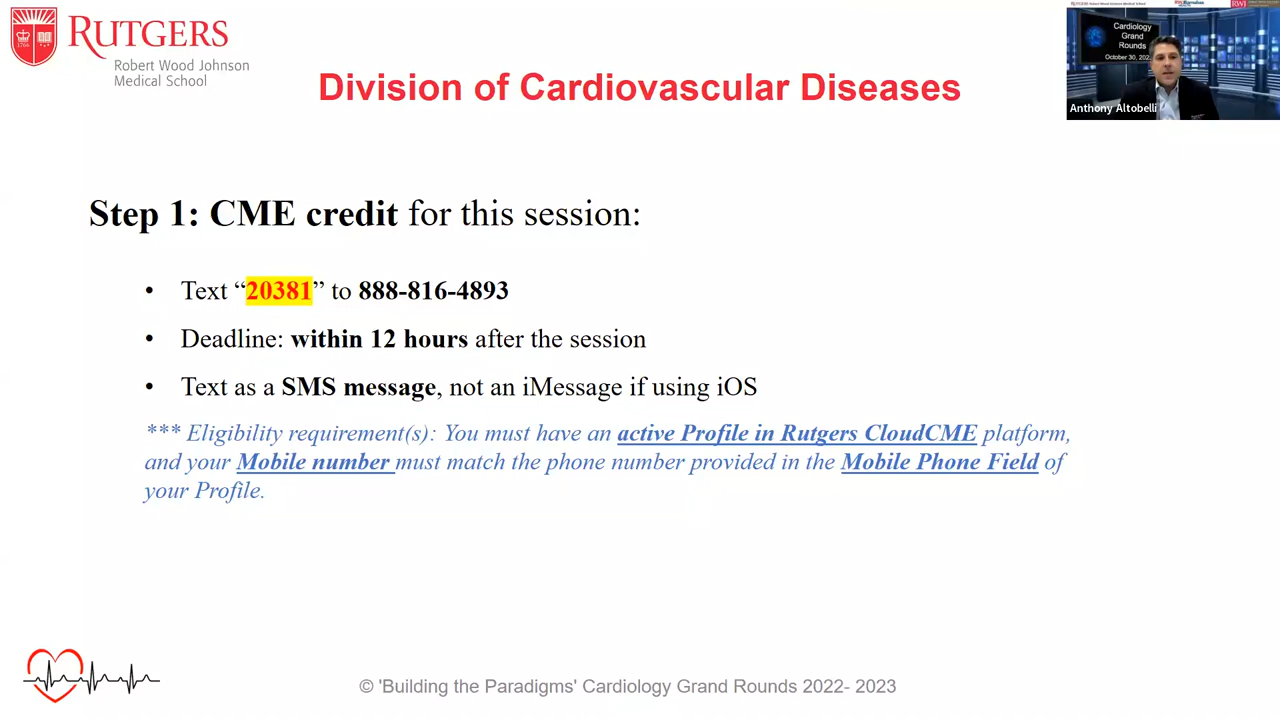 RUTGERS
1766
Robert Wood Johnson
Medical School
Division of Cardiovascular Diseases
Cardiology
Grand
Rounds
October 30, 202
Anthony Altobelli
Step 1: CME credit for this session:
• Text “20381” to 888-816-4893
• Deadline: within 12 hours after the session
• Text as a SMS message, not an iMessage if using iOS
*** Eligibility requirement(s): You must have an active Profile in Rutgers CloudCME platform,
and your Mobile number must match the phone number provided in the Mobile Phone Field of
your Profile.
© 'Building the Paradigms' Cardiology Grand Rounds 2022- 2023